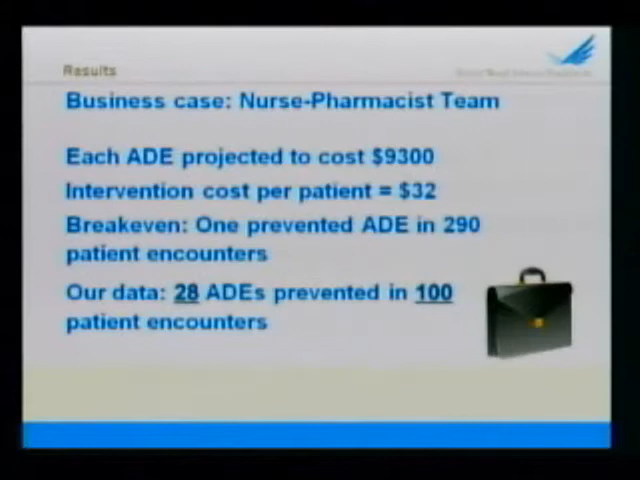 Results
Business case: Nurse-Pharmacist Team
Each ADE projected to cost $9300
Intervention cost per patient = $32
Breakeven: One prevented ADE in 290
patient encounters
Our data: 28 ADEs prevented in 100
patient encounters